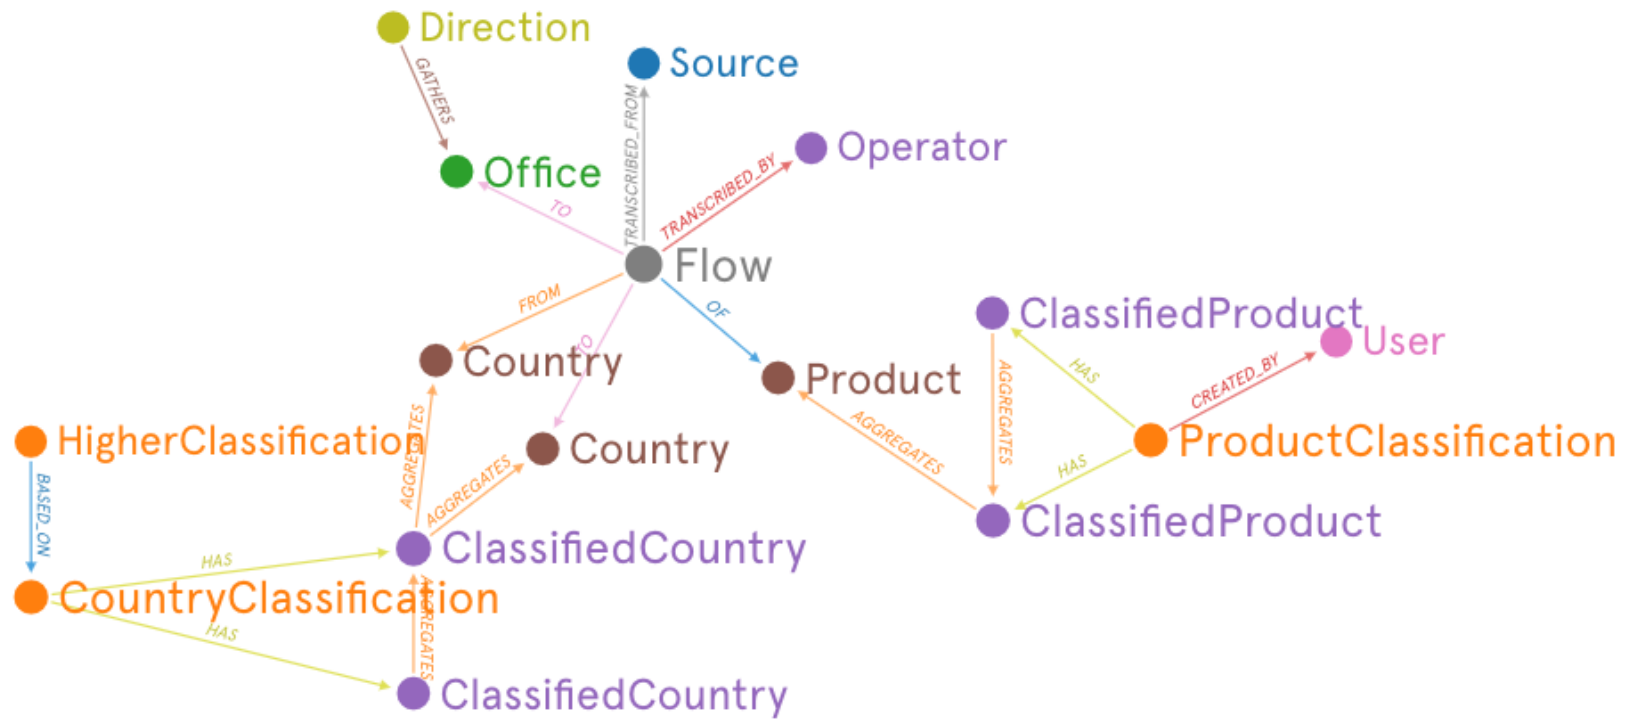 Direction
GATHERS
Source
TRANSCRIBED_FROM
Operator
TRANSCRIBED_BY
Office
TO
Flow
FROM
OF
TO
Country
Product
ClassifiedProduct
User
HAS
CREATED_BY
AGGREGATES
AGGREGATES
HAS
ProductClassification
ClassifiedProduct
HigherClassification
AGGREGATES
Country
AGGREGATES
BASED_ON
HAS
ClassifiedCountry
CountryClassification
AGGREGATES
HAS
ClassifiedCountry